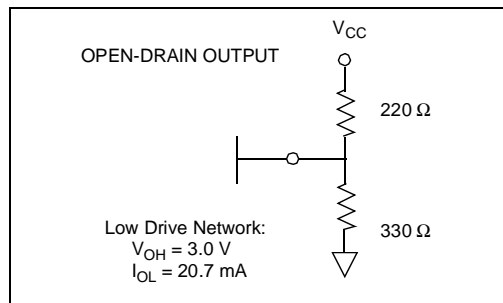 V_CC
OPEN-DRAIN OUTPUT
220 Ω
330 Ω
Low Drive Network:
V_OH = 3.0 V
I_OL = 20.7 mA